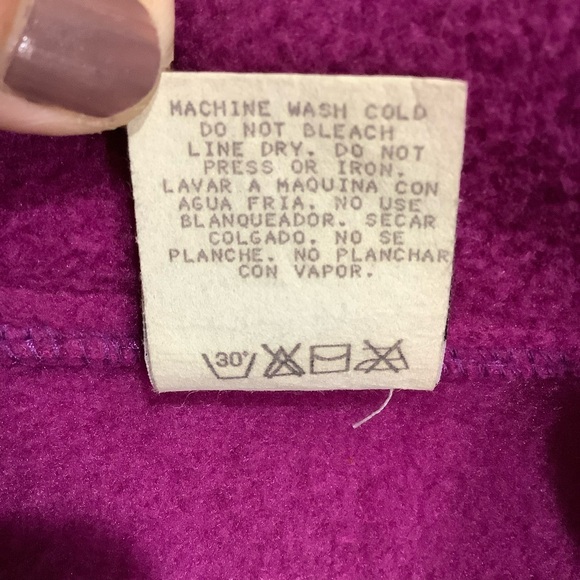 MACHINE WASH COLD
DO NOT BLEACH
LINE DRY. DO NOT
PRESS OR IRON.
LAVAR A MAQUINA CON
AGUA FRIA. NO USE
BLANQUEADOR. SECAR
COLGADO. NO SE
PLANCHE. NO PLANCHAR
CON VAPOR.
30°